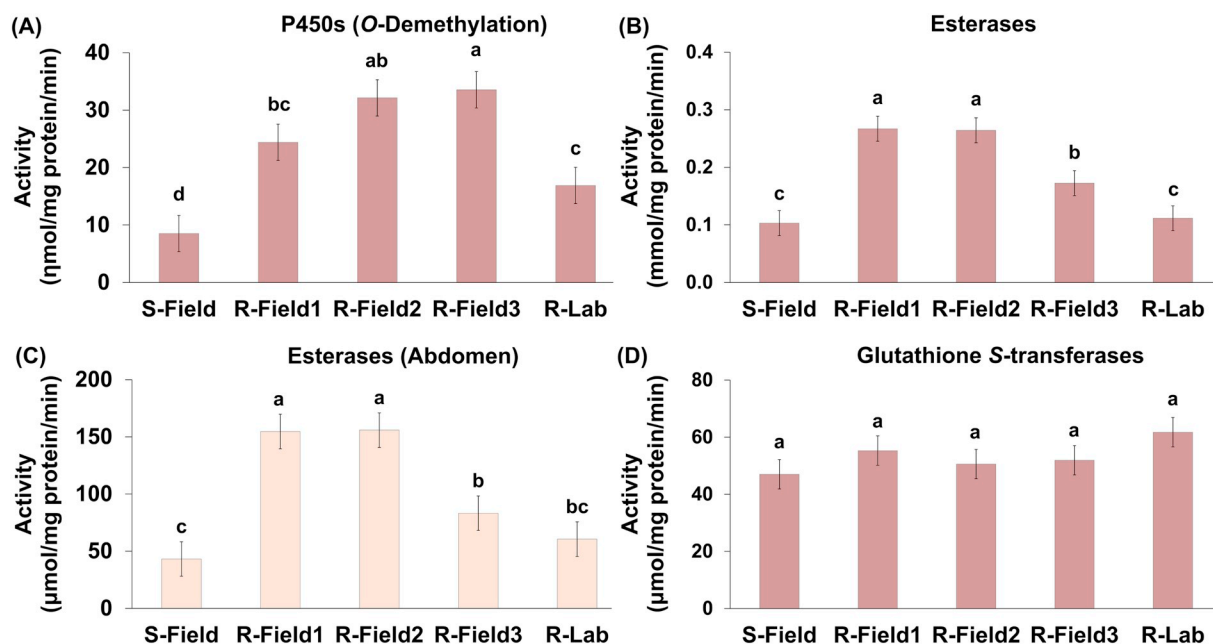 (A)
P450s (O-Demethylation)
Activity
(ηmol/mg protein/min)
40
30
20
10
0
d
bc
ab
a
c
S-Field R-Field1 R-Field2 R-Field3 R-Lab
(B)
Esterases
Activity
(mmol/mg protein/min)
0.4
0.3
0.2
0.1
0.0
c
a
a
b
c
S-Field R-Field1 R-Field2 R-Field3 R-Lab
(C)
Esterases (Abdomen)
Activity
(μmol/mg protein/min)
200
150
100
50
0
c
a
a
b
bc
S-Field R-Field1 R-Field2 R-Field3 R-Lab
(D)
Glutathione S-transferases
Activity
(μmol/mg protein/min)
80
60
40
20
0
a
a
a
a
a
S-Field R-Field1 R-Field2 R-Field3 R-Lab